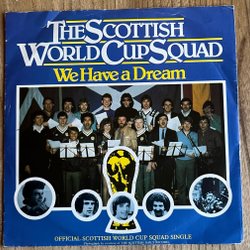 THE SCOTTISH
WORLD CUP SQUAD
We Have a Dream
OFFICIAL SCOTTISH WORLD CUP SQUAD SINGLE